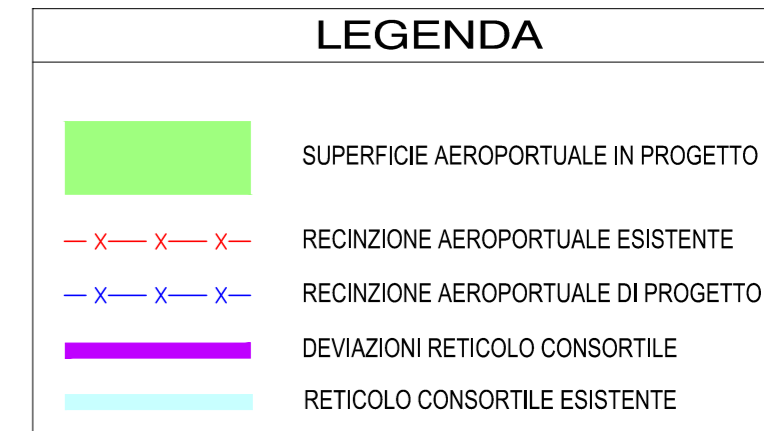 LEGENDA
SUPERFICIE AEROPORTUALE IN PROGETTO
— X — X — X — RECINZIONE AEROPORTUALE ESISTENTE
— X — X — X — RECINZIONE AEROPORTUALE DI PROGETTO
DEVIAZIONI RETICOLO CONSORTILE
RETICOLO CONSORTILE ESISTENTE